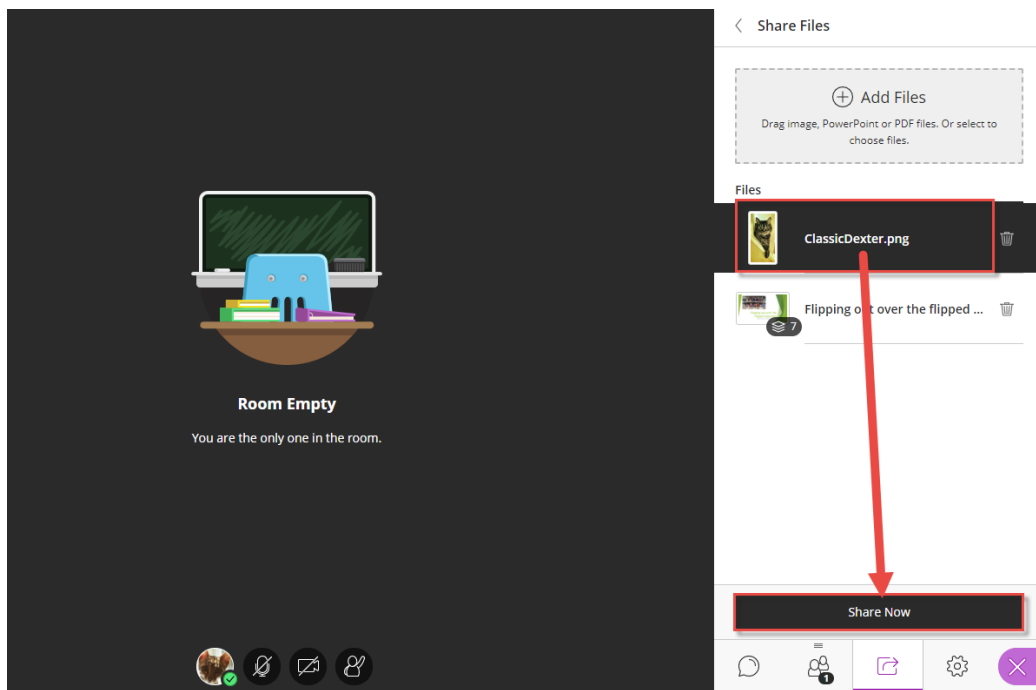 Share Files
Add Files
Drag image, PowerPoint or PDF files. Or select to
choose files.
Files
ClassicDexter.png
Flipping out over the flipped ...
7
Room Empty
You are the only one in the room.
Share Now
1